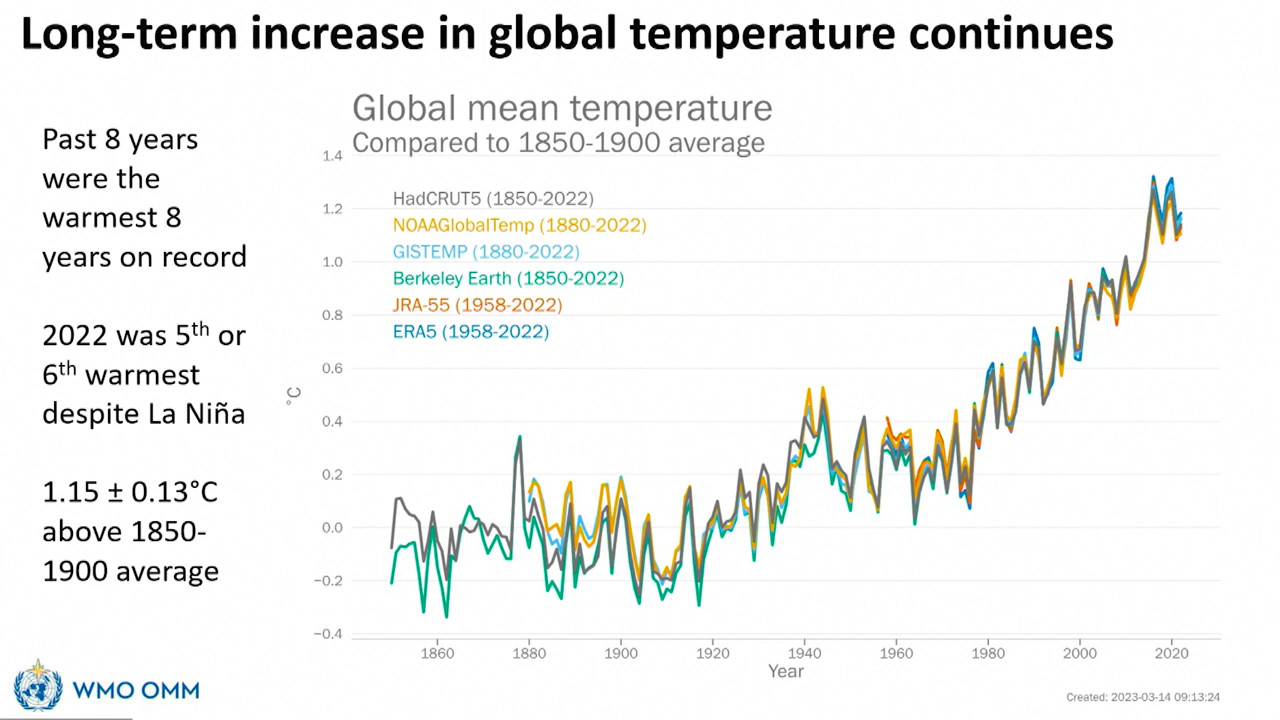 Long-term increase in global temperature continues
Past 8 years
were the
warmest 8
years on record
2022 was 5th or
6th warmest
despite La Niña
1.15 ± 0.13°C
above 1850-
1900 average
Global mean temperature
Compared to 1850-1900 average
HadCRUT5 (1850-2022)
NOAAGlobalTemp (1880-2022)
GISTEMP (1880-2022)
Berkeley Earth (1850-2022)
JRA-55 (1958-2022)
ERA5 (1958-2022)
°C
1.4
1.2
1.0
0.8
0.6
0.4
0.2
0.0
−0.2
−0.4
1860 1880 1900 1920 1940 1960 1980 2000 2020
Year
WMO OMM
Created: 2023-03-14 09:13:24